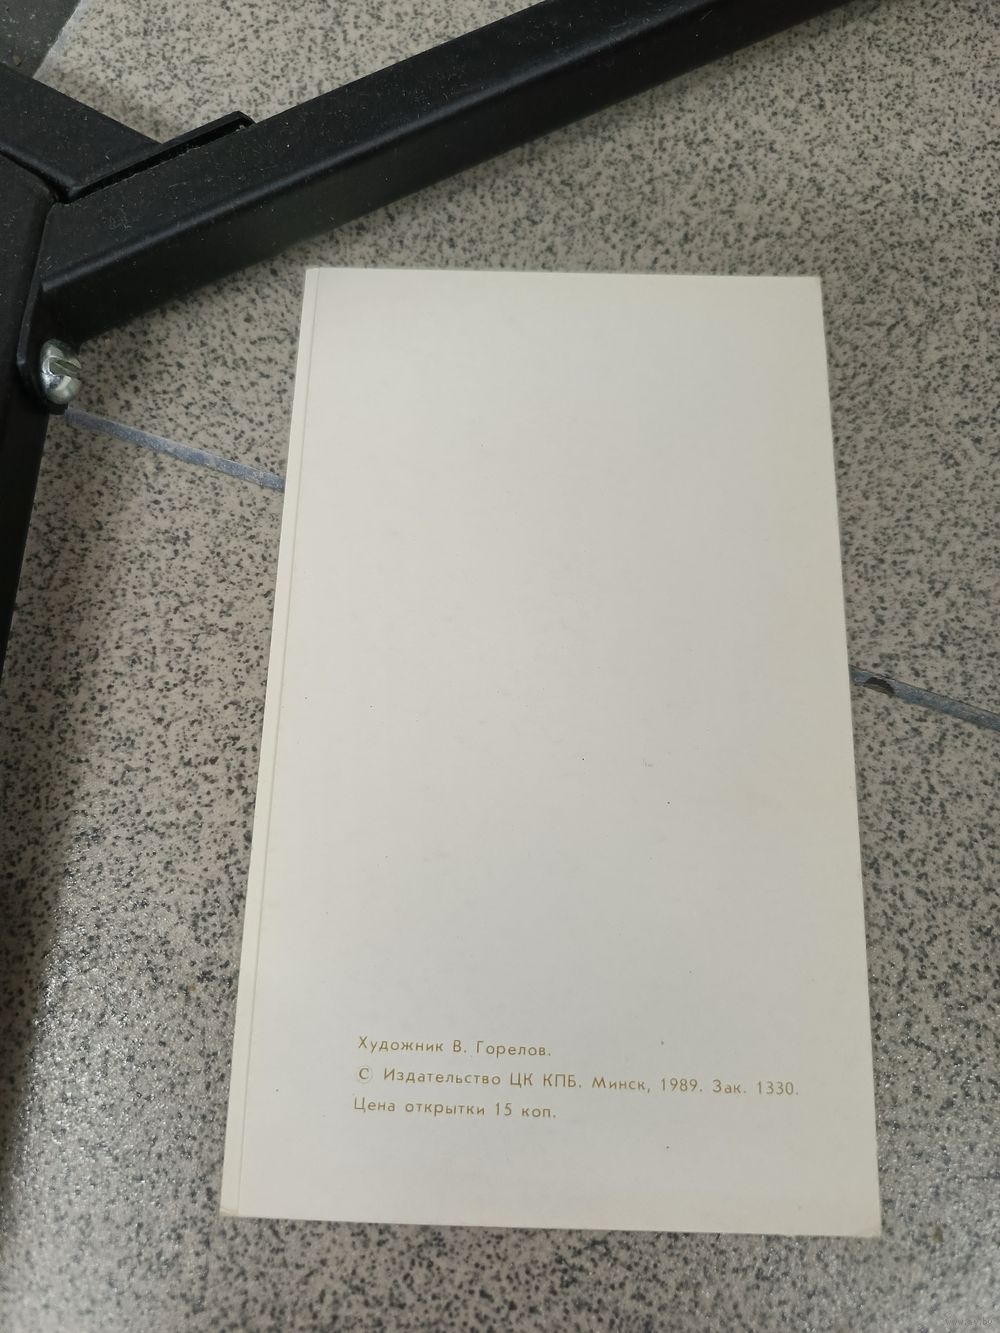 Художник В. Горелов.
© Издательство ЦК КПБ. Минск, 1989. Зак. 1330.
Цена открытки 15 коп.